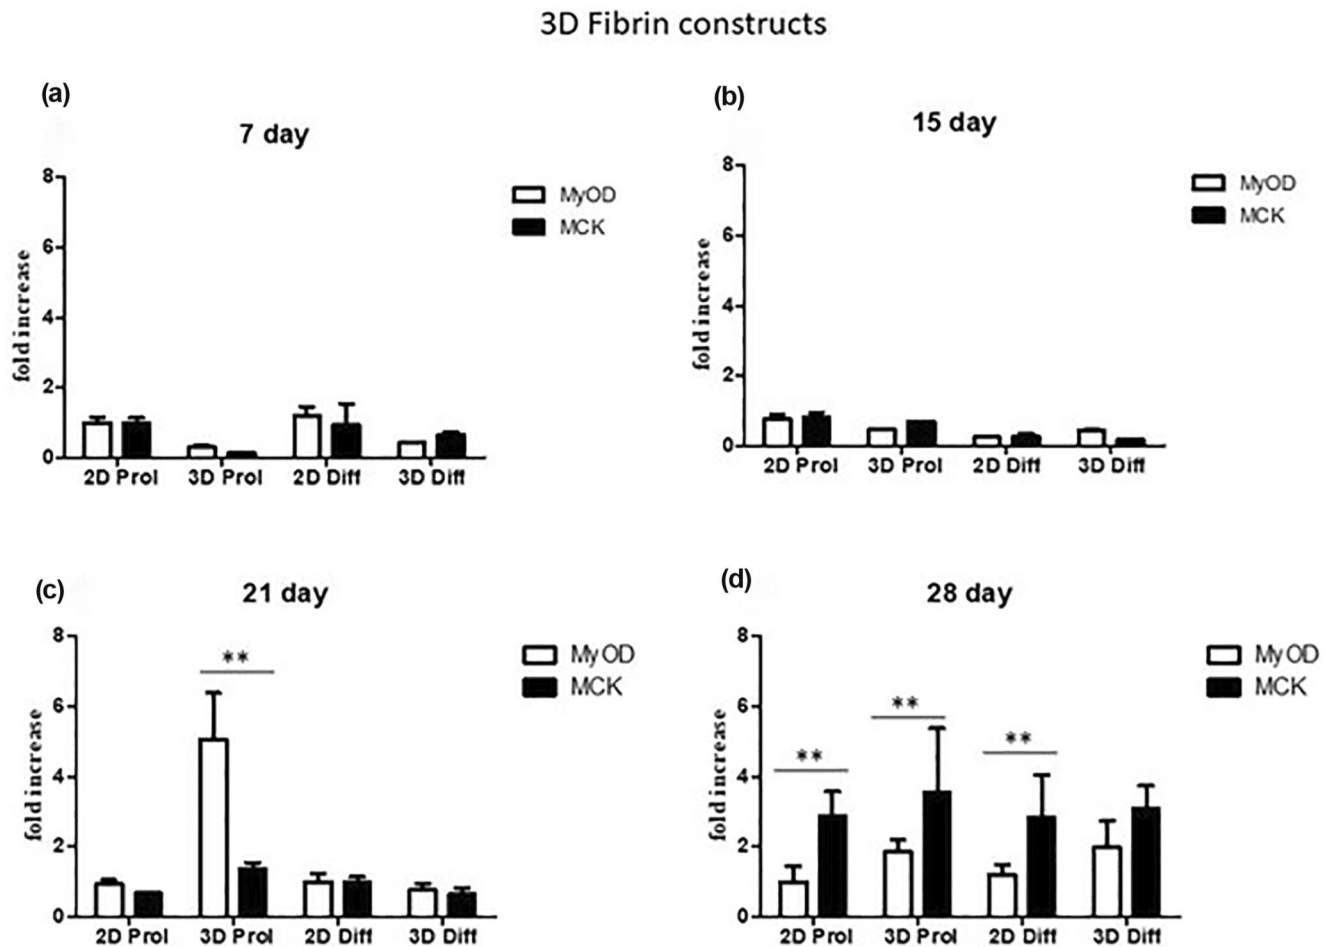 3D Fibrin constructs
(a)
7 day
8
6
4
2
0
fold increase
MyOD
MCK
2D Prol 3D Prol 2D Diff 3D Diff
(b)
15 day
8
6
4
2
0
fold increase
MyOD
MCK
2D Prol 3D Prol 2D Diff 3D Diff
(c)
21 day
8
6
4
2
0
fold increase
**
MyOD
MCK
2D Prol 3D Prol 2D Diff 3D Diff
(d)
28 day
8
6
4
2
0
fold increase
**
**
**
MyOD
MCK
2D Prol 3D Prol 2D Diff 3D Diff